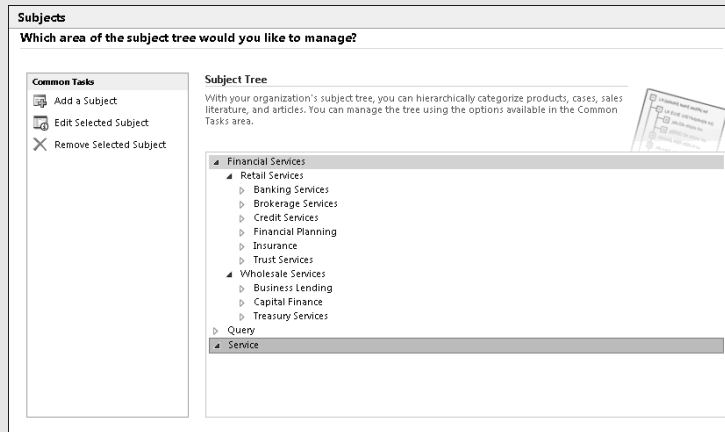 Subjects
Which area of the subject tree would you like to manage?
Common Tasks
Add a Subject
Edit Selected Subject
Remove Selected Subject
Subject Tree
With your organization's subject tree, you can hierarchically categorize products, cases, sales
literature, and articles. You can manage the tree using the options available in the Common
Tasks area.
Financial Services
Retail Services
Banking Services
Brokerage Services
Credit Services
Financial Planning
Insurance
Trust Services
Wholesale Services
Business Lending
Capital Finance
Treasury Services
Query
Service